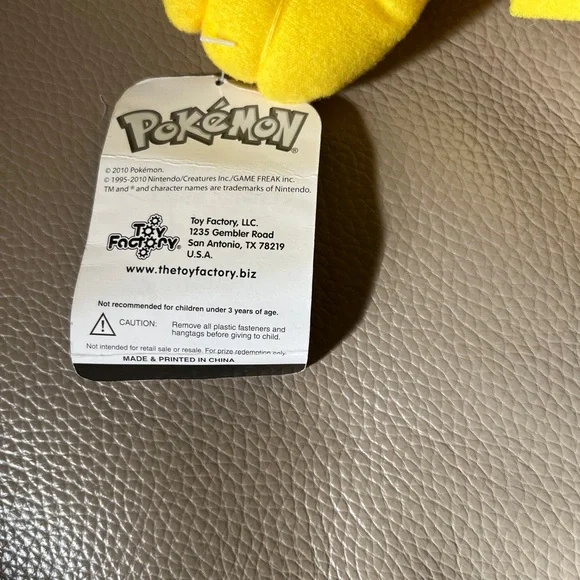 POKéMON®
© 2010 Pokémon.
© 1995-2010 Nintendo/Creatures Inc./GAME FREAK inc.
TM and ® and character names are trademarks of Nintendo.
Toy
Factory®
Toy Factory, LLC.
1235 Gembler Road
San Antonio, TX 78219
U.S.A.
www.thetoyfactory.biz
Not recommended for children under 3 years of age.
CAUTION: Remove all plastic fasteners and
hangtags before giving to child.
Not intended for retail sale or resale. For prize redemption only.
MADE & PRINTED IN CHINA